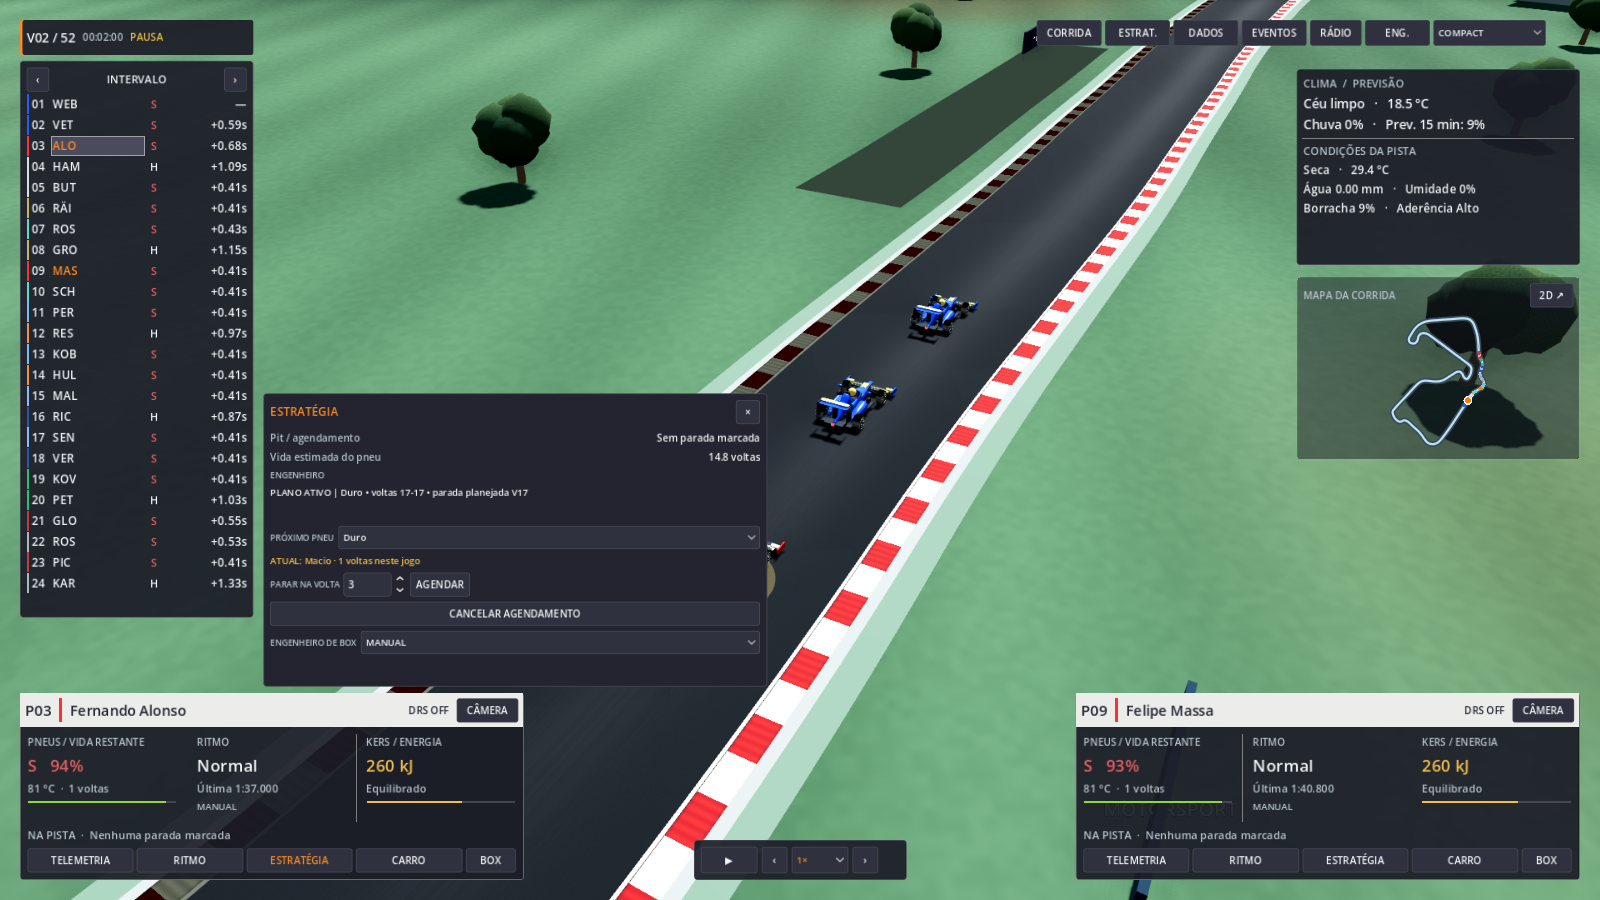 V02 / 52 00:02:00 PAUSA
‹ INTERVALO ›
01 WEB S —
02 VET S +0.59s
03 ALO S +0.68s
04 HAM H +1.09s
05 BUT S +0.41s
06 RÄI S +0.41s
07 ROS S +0.43s
08 GRO H +1.15s
09 MAS S +0.41s
10 SCH S +0.41s
11 PER S +0.41s
12 RES H +0.97s
13 KOB S +0.41s
14 HUL S +0.41s
15 MAL S +0.41s
16 RIC H +0.87s
17 SEN S +0.41s
18 VER S +0.41s
19 KOV S +0.41s
20 PET H +1.03s
21 GLO S +0.55s
22 ROS S +0.53s
23 PIC S +0.41s
24 KAR H +1.33s
CORRIDA ESTRAT. DADOS EVENTOS RÁDIO ENG. COMPACT
CLIMA / PREVISÃO
Céu limpo · 18.5 °C
Chuva 0% · Prev. 15 min: 9%
CONDIÇÕES DA PISTA
Seca · 29.4 °C
Água 0.00 mm · Umidade 0%
Borracha 9% · Aderência Alto
MAPA DA CORRIDA 2D ↗
ESTRATÉGIA ×
Pit / agendamento Sem parada marcada
Vida estimada do pneu 14.8 voltas
ENGENHEIRO
PLANO ATIVO | Duro • voltas 17-17 • parada planejada V17
PRÓXIMO PNEU Duro
ATUAL: Macio · 1 voltas neste jogo
PARAR NA VOLTA 3 AGENDAR
CANCELAR AGENDAMENTO
ENGENHEIRO DE BOX MANUAL
P03 Fernando Alonso DRS OFF CÂMERA
PNEUS / VIDA RESTANTE RITMO KERS / ENERGIA
S 94% Normal 260 kJ
81 °C · 1 voltas Última 1:37.000 Equilibrado
MANUAL
NA PISTA · Nenhuma parada marcada
TELEMETRIA RITMO ESTRATÉGIA CARRO BOX
▶ ‹ 1× ›
P09 Felipe Massa DRS OFF CÂMERA
PNEUS / VIDA RESTANTE RITMO KERS / ENERGIA
S 93% Normal 260 kJ
81 °C · 1 voltas Última 1:40.800 Equilibrado
MANUAL
MOTORSPORT
NA PISTA · Nenhuma parada marcada
TELEMETRIA RITMO ESTRATÉGIA CARRO BOX